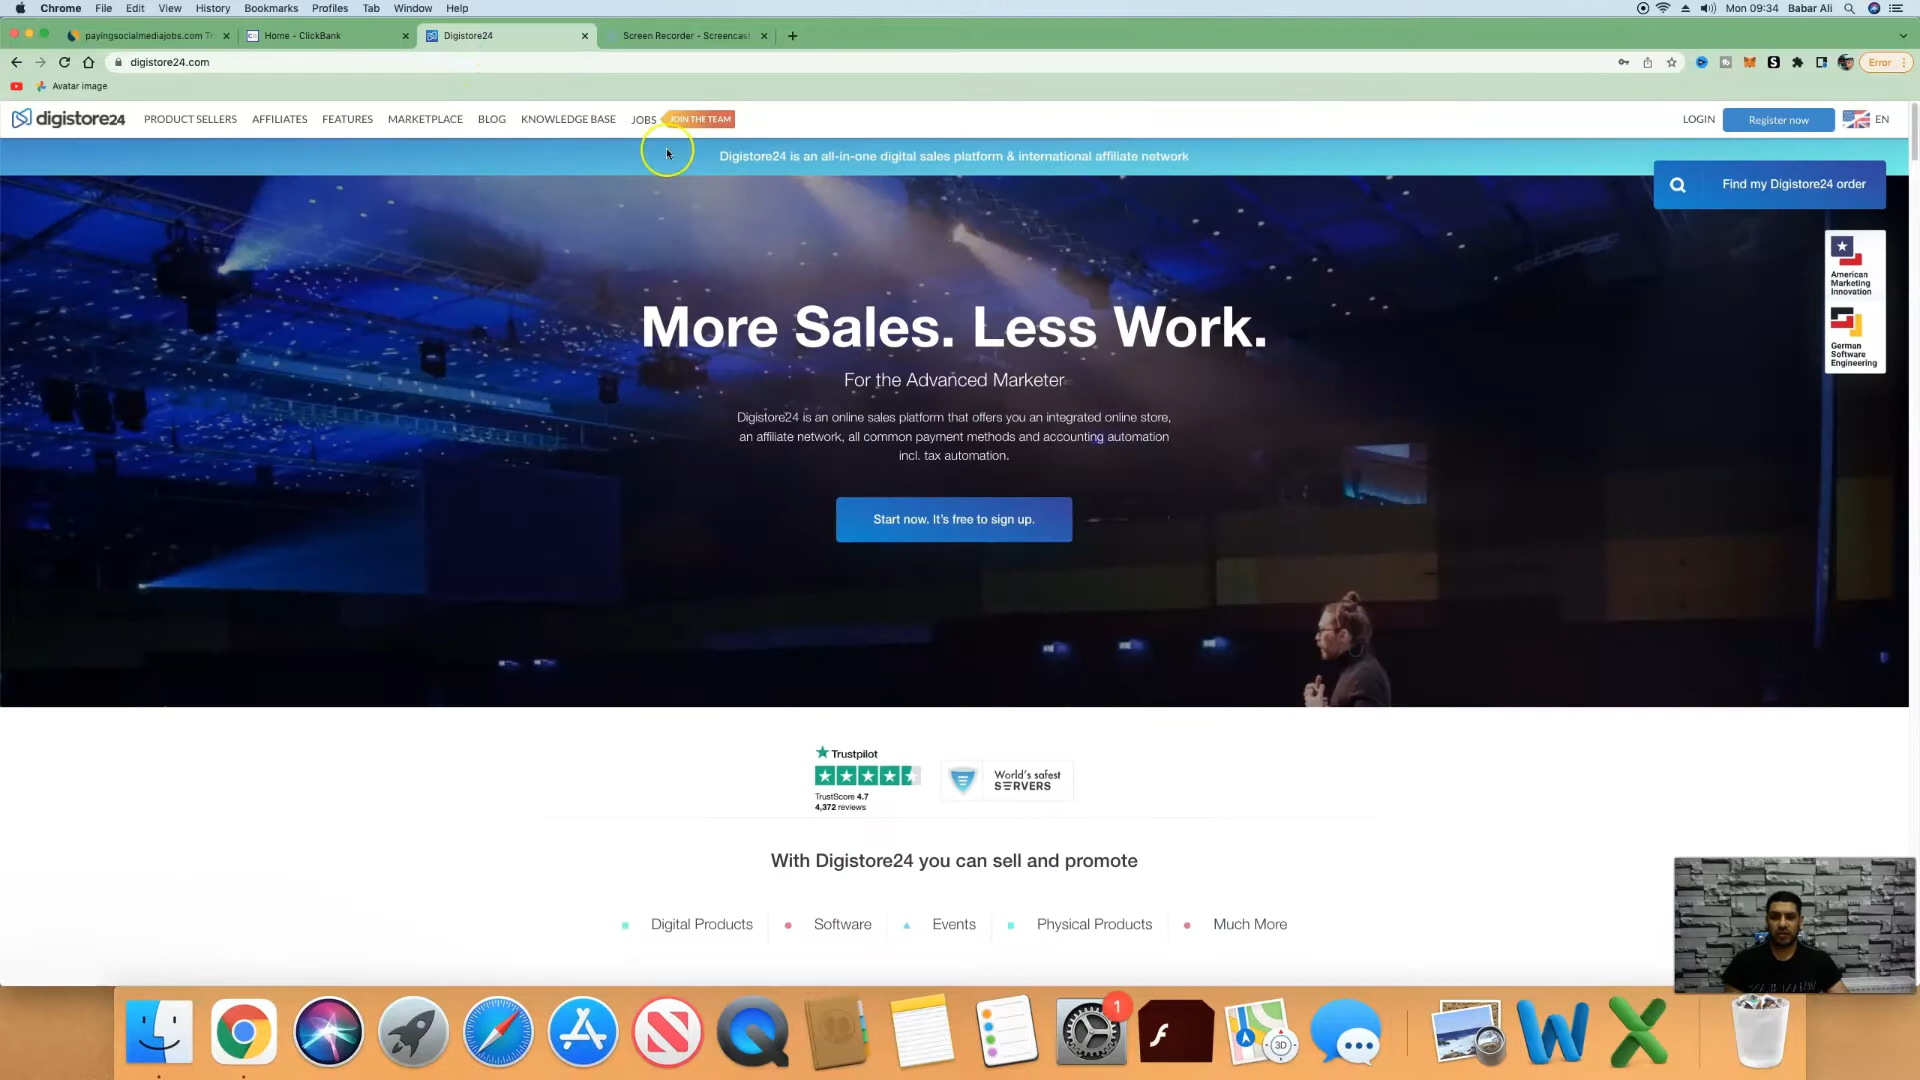 Chrome File Edit View History Bookmarks Profiles Tab Window Help
Mon 09:34 Babar Ali
payingsocialmediajobs.com Tr
Home - ClickBank
Digistore24
Screen Recorder - Screencast
digistore24.com
Error
Avatar image
digistore24
PRODUCT SELLERS AFFILIATES FEATURES MARKETPLACE BLOG KNOWLEDGE BASE JOBS JOIN THE TEAM
LOGIN Register now EN
Digistore24 is an all-in-one digital sales platform & international affiliate network
Find my Digistore24 order
American
Marketing
Innovation
German
Software
Engineering
More Sales. Less Work.
For the Advanced Marketer
Digistore24 is an online sales platform that offers you an integrated online store,
an affiliate network, all common payment methods and accounting automation
incl. tax automation.
Start now. It's free to sign up.
Trustpilot
TrustScore 4.7
4,372 reviews
World's safest
SERVERS
With Digistore24 you can sell and promote
Digital Products
Software
Events
Physical Products
Much More
1
3D